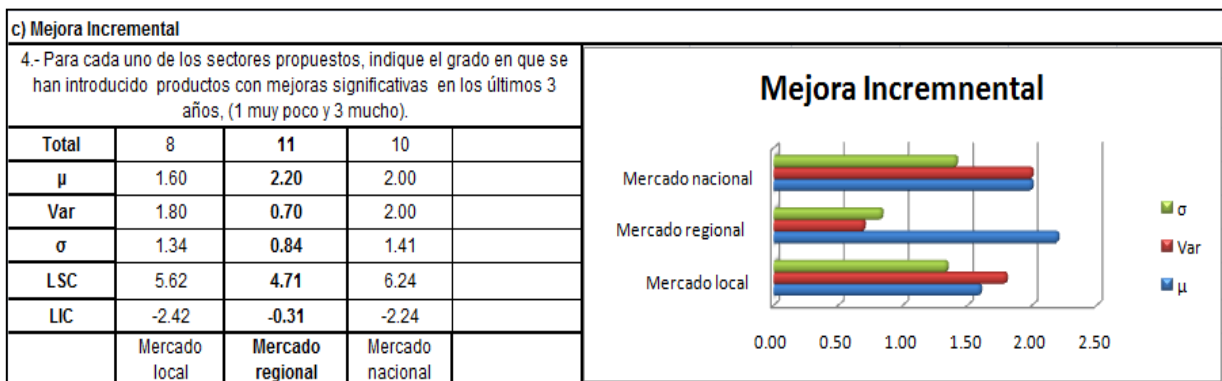 c) Mejora Incremental
4.- Para cada uno de los sectores propuestos, indique el grado en que se
han introducido productos con mejoras significativas en los últimos 3
años, (1 muy poco y 3 mucho).
Total 8 11 10
μ 1.60 2.20 2.00
Var 1.80 0.70 2.00
σ 1.34 0.84 1.41
LSC 5.62 4.71 6.24
LIC -2.42 -0.31 -2.24
Mercado Mercado Mercado
local regional nacional
Mejora Incremnental
Mercado nacional
Mercado regional
Mercado local
0.00 0.50 1.00 1.50 2.00 2.50
σ
Var
μ